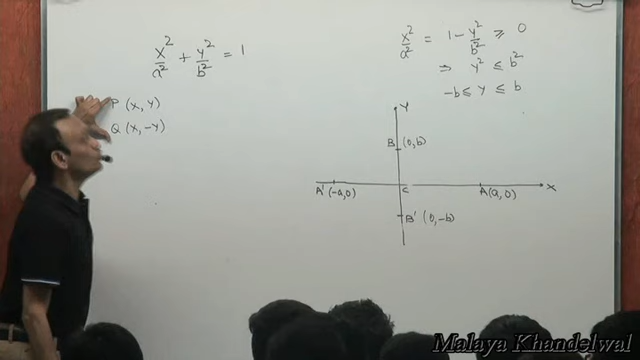 x²/a² + y²/b² = 1
P (x, y)
Q (x, -y)
x²/a² = 1 - y²/b² ≥ 0
⇒ y² ≤ b²
-b ≤ y ≤ b
Y
B (0, b)
A' (-a, 0)
C
A (a, 0)
X
B' (0, -b)
Malaya Khandelwal